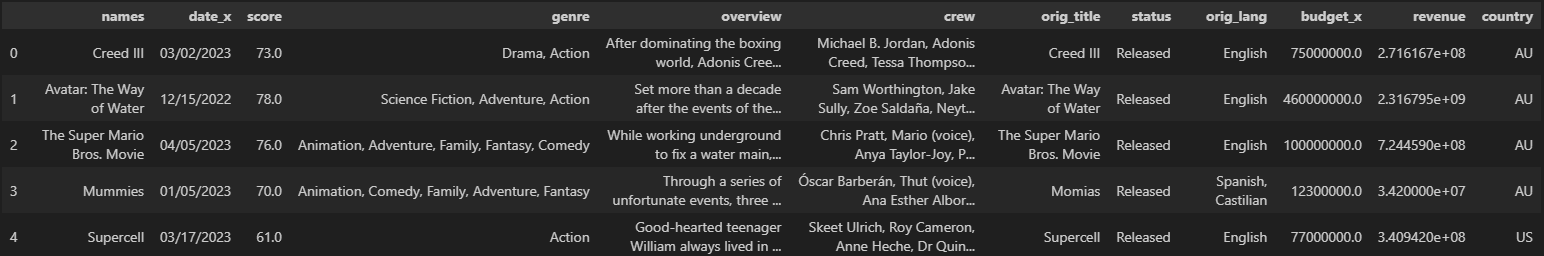 names date_x score genre overview crew orig_title status orig_lang budget_x revenue country
0 Creed III 03/02/2023 73.0 Drama, Action After dominating the boxing world, Adonis Cree... Michael B. Jordan, Adonis Creed, Tessa Thompso... Creed III Released English 75000000.0 2.716167e+08 AU
1 Avatar: The Way of Water 12/15/2022 78.0 Science Fiction, Adventure, Action Set more than a decade after the events of the... Sam Worthington, Jake Sully, Zoe Saldaña, Neyt... Avatar: The Way of Water Released English 460000000.0 2.316795e+09 AU
2 The Super Mario Bros. Movie 04/05/2023 76.0 Animation, Adventure, Family, Fantasy, Comedy While working underground to fix a water main,... Chris Pratt, Mario (voice), Anya Taylor-Joy, P... The Super Mario Bros. Movie Released English 100000000.0 7.244590e+08 AU
3 Mummies 01/05/2023 70.0 Animation, Comedy, Family, Adventure, Fantasy Through a series of unfortunate events, three ... Óscar Barberán, Thut (voice), Ana Esther Albor... Momias Released Spanish, Castilian 12300000.0 3.420000e+07 AU
4 Supercell 03/17/2023 61.0 Action Good-hearted teenager William always lived in ... Skeet Ulrich, Roy Cameron, Anne Heche, Dr Quin... Supercell Released English 77000000.0 3.409420e+08 US